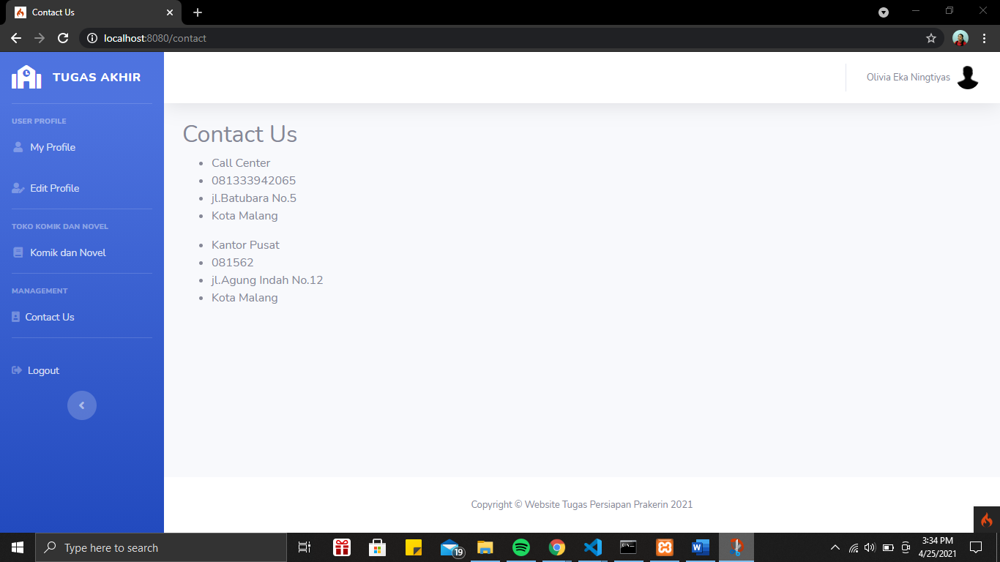 Contact Us
localhost:8080/contact
TUGAS AKHIR
Olivia Eka Ningtiyas
USER PROFILE
My Profile
Edit Profile
TOKO KOMIK DAN NOVEL
Komik dan Novel
MANAGEMENT
Contact Us
Logout
Contact Us
Call Center
081333942065
jl.Batubara No.5
Kota Malang
Kantor Pusat
081562
jl.Agung Indah No.12
Kota Malang
Copyright © Website Tugas Persiapan Prakerin 2021
Type here to search
19
3:34 PM
4/25/2021